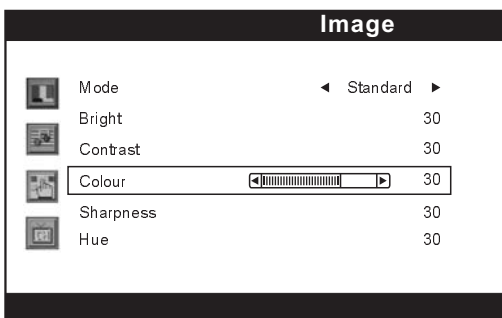 Image
Mode ◀ Standard ▶
Bright 30
Contrast 30
Colour 30
Sharpness 30
Hue 30